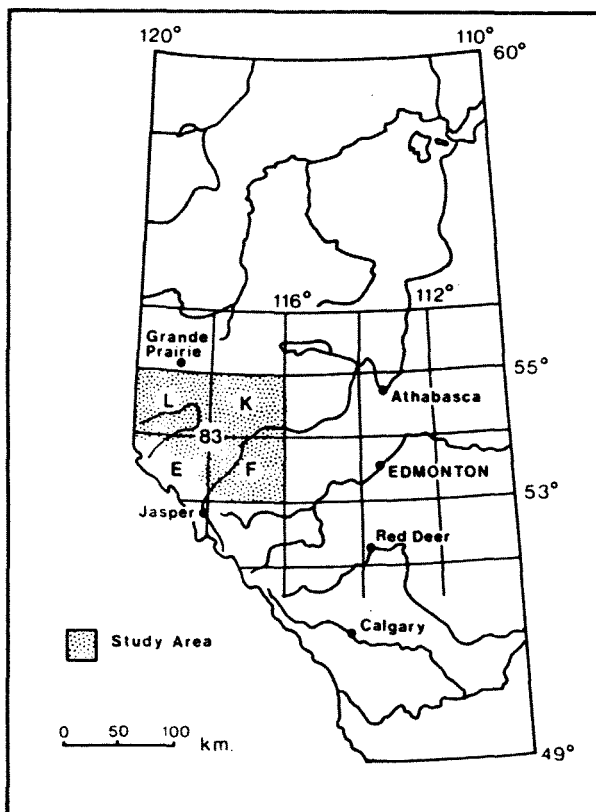 120°
110°
60°
116°
112°
Grande
Prairie
55°
L
K
Athabasca
83
E
F
EDMONTON
53°
Jasper
Red Deer
Study Area
Calgary
0 50 100
km.
49°